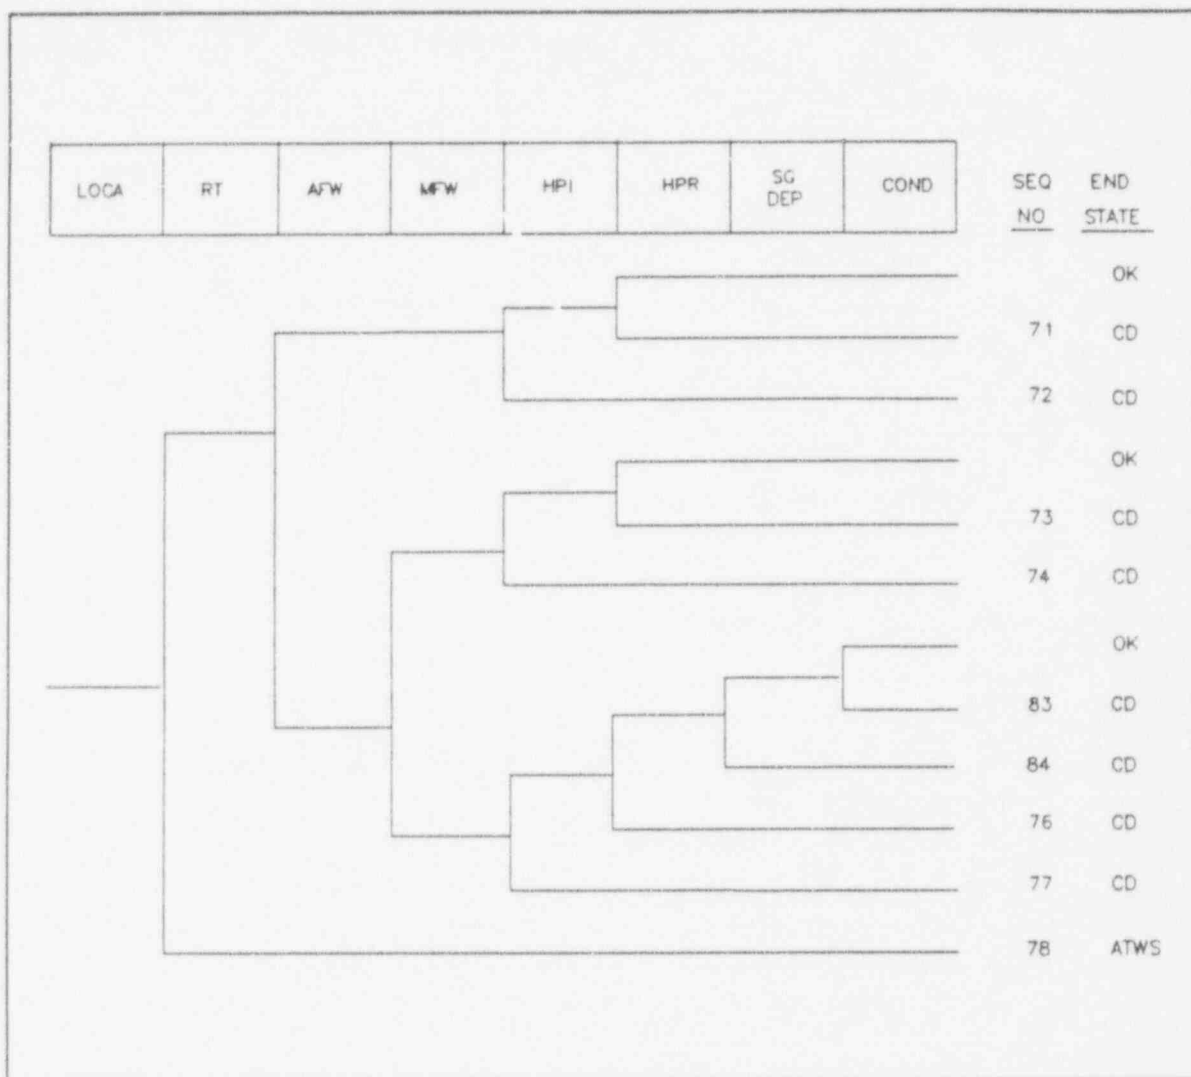 LOCA RT AFW MFW HPI HPR SG DEP COND SEQ NO END STATE
OK
71 CD
72 CD
OK
73 CD
74 CD
OK
83 CD
84 CD
76 CD
77 CD
78 ATWS